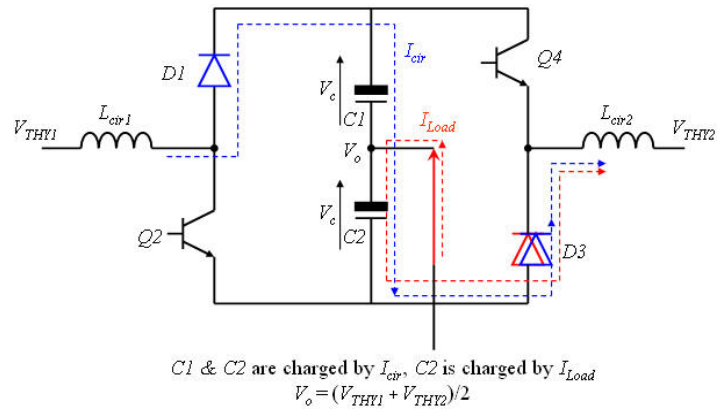 I_cir
Q4
D1
V_c
C1
L_cir1
L_cir2
I_Load
V_THY1
V_o
V_THY2
V_c
C2
Q2
D3
C1 & C2 are charged by I_cir, C2 is charged by I_Load
V_o = (V_THY1 + V_THY2)/2